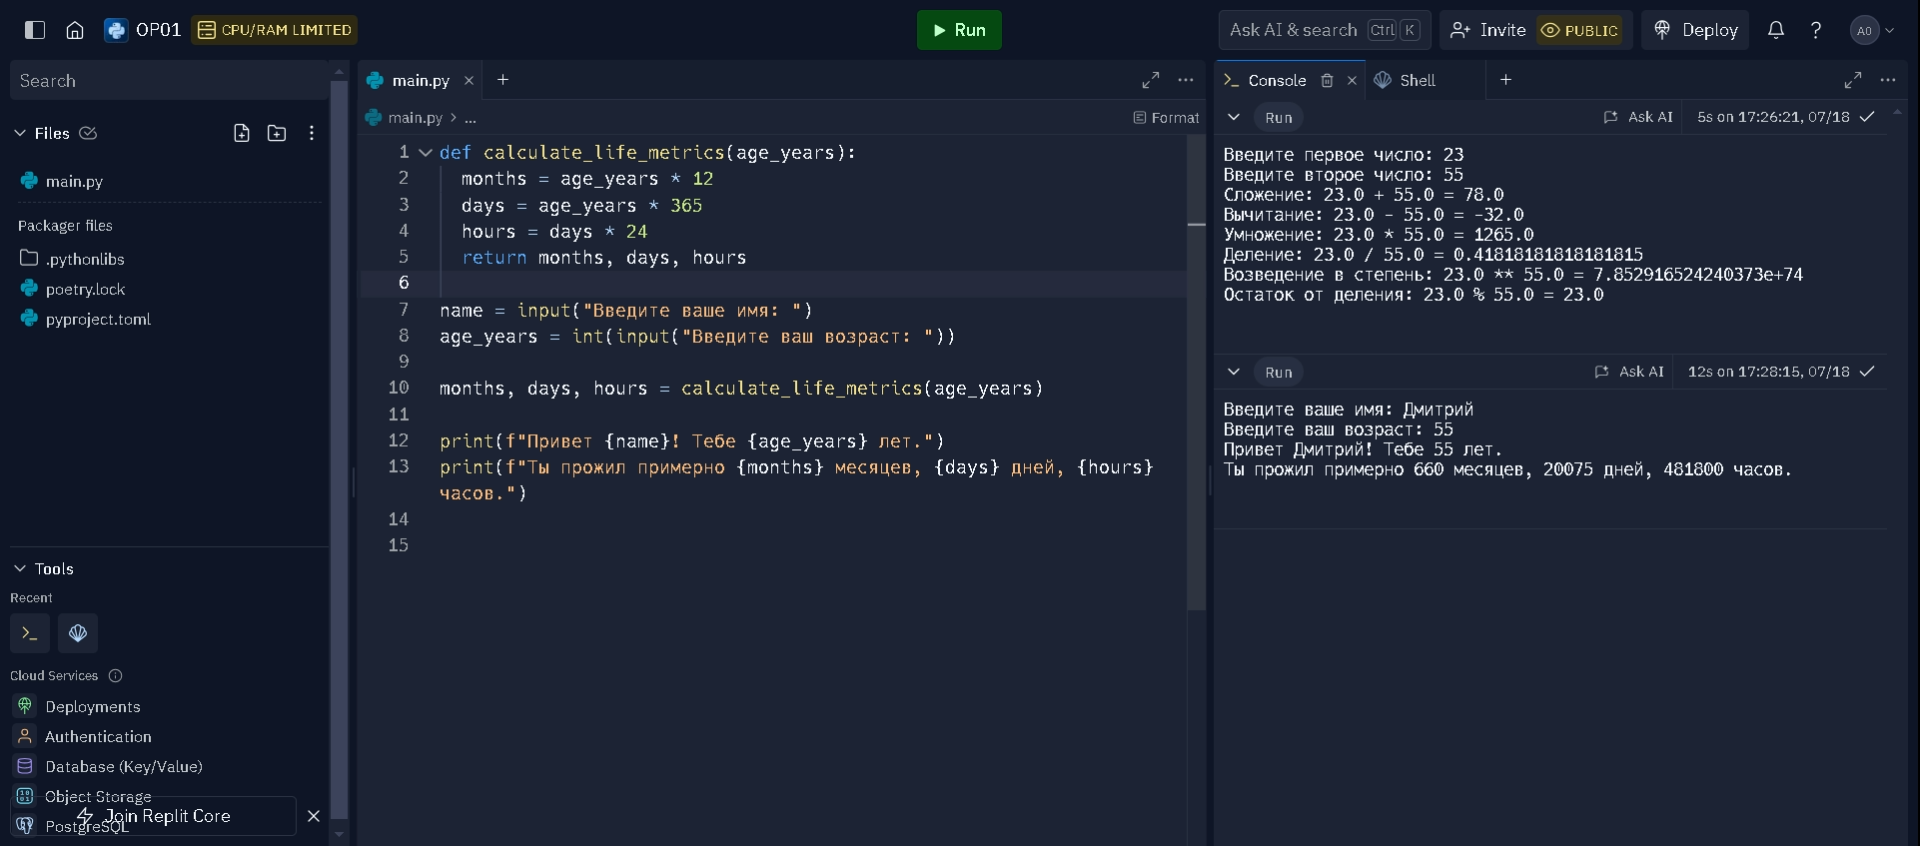 OP01
CPU/RAM LIMITED
Run
Ask AI & search Ctrl K
Invite
PUBLIC
Deploy
?
A0
Search
Files
main.py
Packager files
.pythonlibs
poetry.lock
pyproject.toml
Tools
Recent
Cloud Services
Deployments
Authentication
Database (Key/Value)
Object Storage
Join Replit Core
PostgreSQL
main.py
main.py > ...
Format
1 def calculate_life_metrics(age_years):
2 months = age_years * 12
3 days = age_years * 365
4 hours = days * 24
5 return months, days, hours
6
7 name = input("Введите ваше имя: ")
8 age_years = int(input("Введите ваш возраст: "))
9
10 months, days, hours = calculate_life_metrics(age_years)
11
12 print(f"Привет {name}! Тебе {age_years} лет.")
13 print(f"Ты прожил примерно {months} месяцев, {days} дней, {hours}
часов.")
14
15
Console
Shell
Run
Ask AI
5s on 17:26:21, 07/18
Введите первое число: 23
Введите второе число: 55
Сложение: 23.0 + 55.0 = 78.0
Вычитание: 23.0 - 55.0 = -32.0
Умножение: 23.0 * 55.0 = 1265.0
Деление: 23.0 / 55.0 = 0.41818181818181815
Возведение в степень: 23.0 ** 55.0 = 7.852916524240373e+74
Остаток от деления: 23.0 % 55.0 = 23.0
Run
Ask AI
12s on 17:28:15, 07/18
Введите ваше имя: Дмитрий
Введите ваш возраст: 55
Привет Дмитрий! Тебе 55 лет.
Ты прожил примерно 660 месяцев, 20075 дней, 481800 часов.